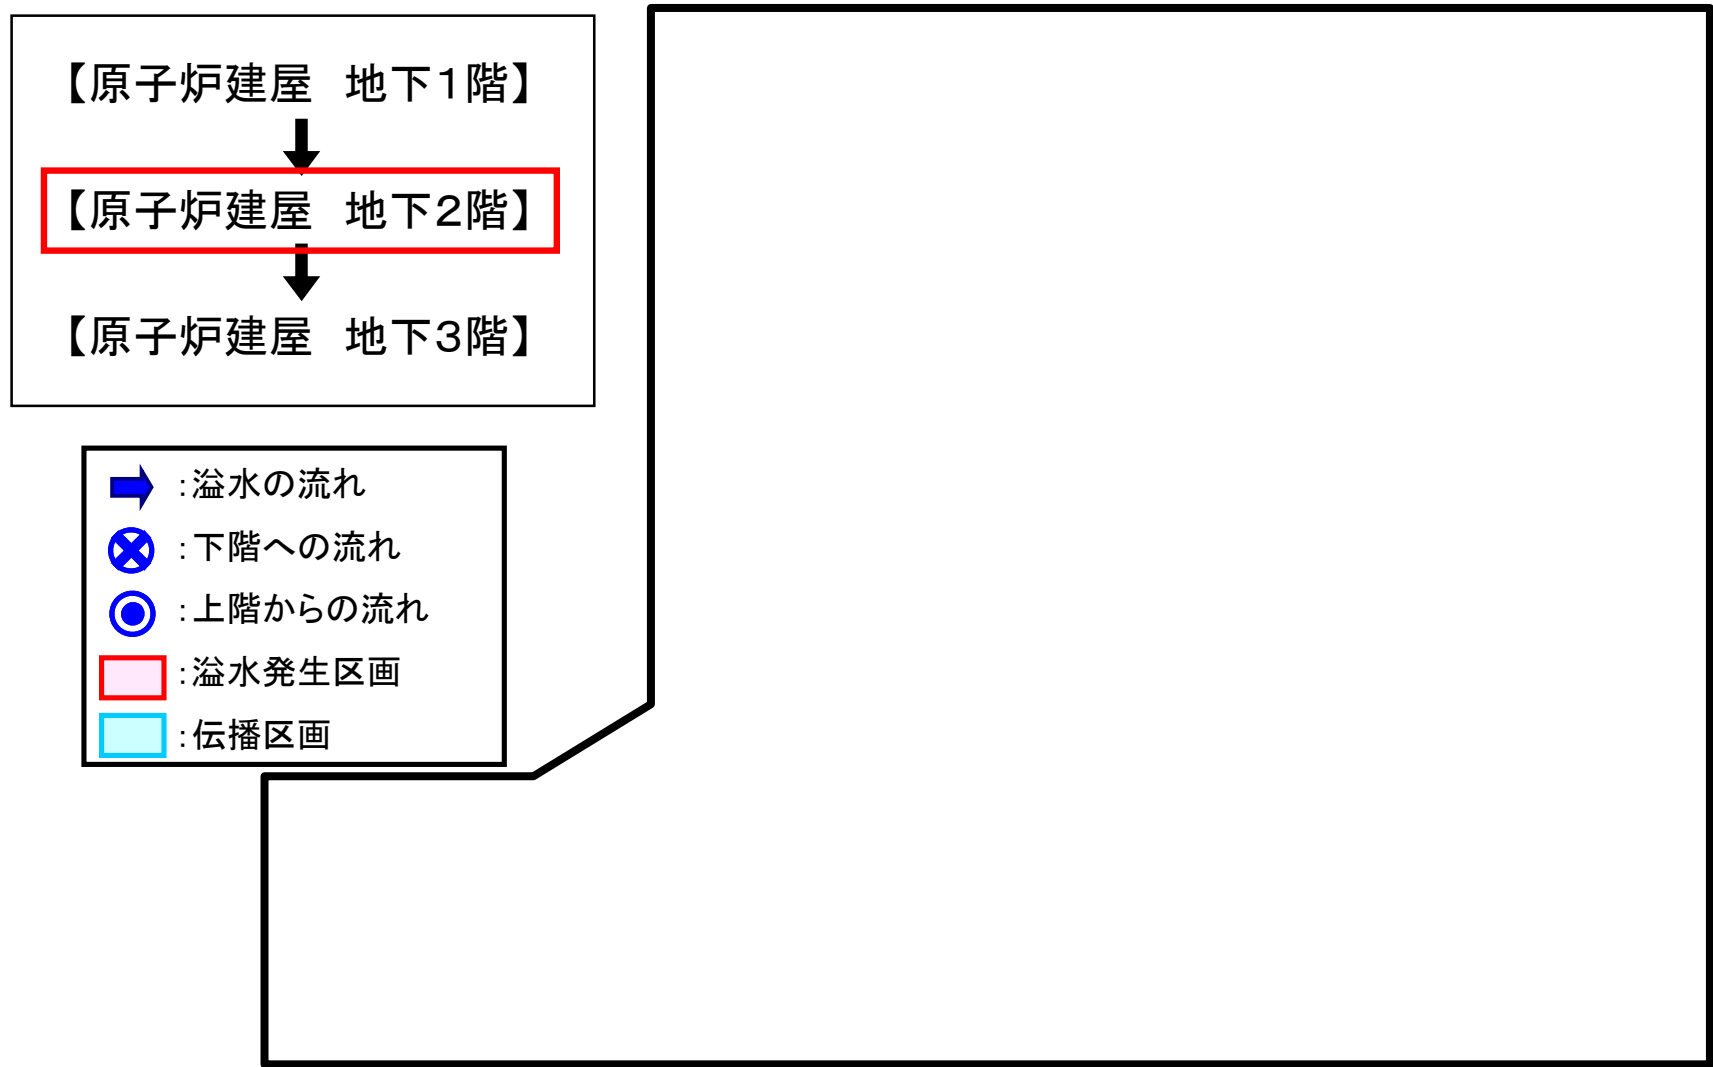 【原子炉建屋　地下1階】
【原子炉建屋　地下2階】
【原子炉建屋　地下3階】
:溢水の流れ
:下階への流れ
:上階からの流れ
:溢水発生区画
:伝播区画